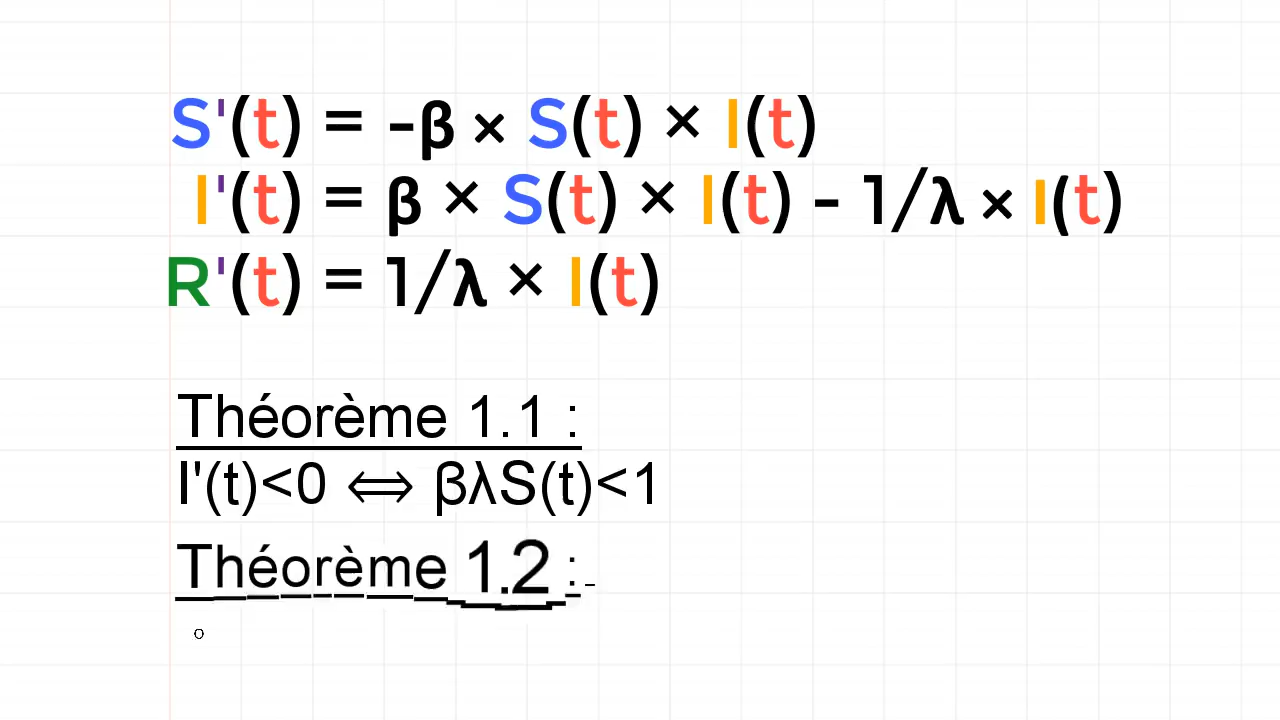 S'(t) = -β × S(t) × I(t)
I'(t) = β × S(t) × I(t) - 1/λ × I(t)
R'(t) = 1/λ × I(t)
Théorème 1.1 :
I'(t)<0 ⟺ βλS(t)<1
Théorème 1.2 :